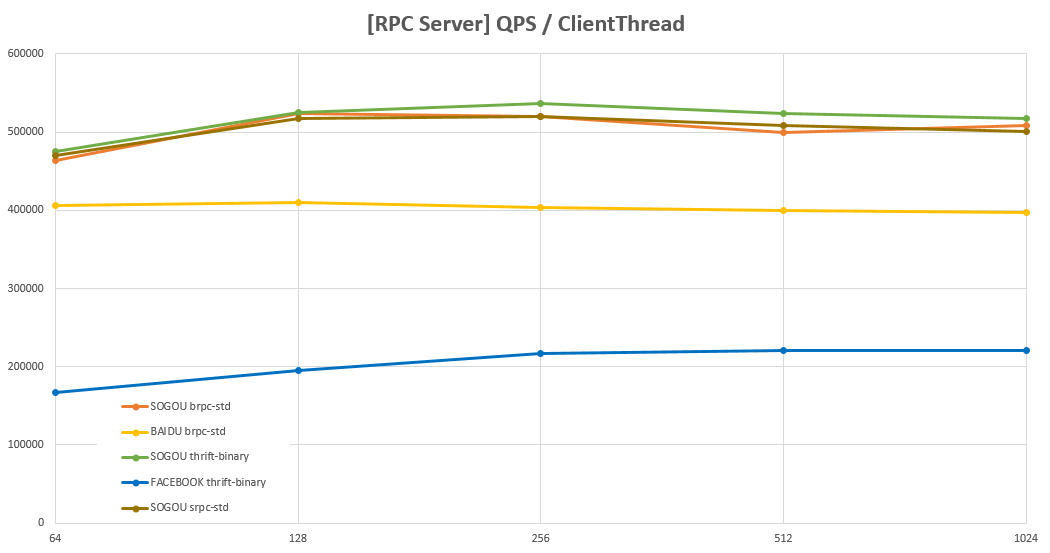 [RPC Server] QPS / ClientThread
600000
500000
400000
300000
200000
100000
0
SOGOU brpc-std
BAIDU brpc-std
SOGOU thrift-binary
FACEBOOK thrift-binary
SOGOU srpc-std
64 128 256 512 1024